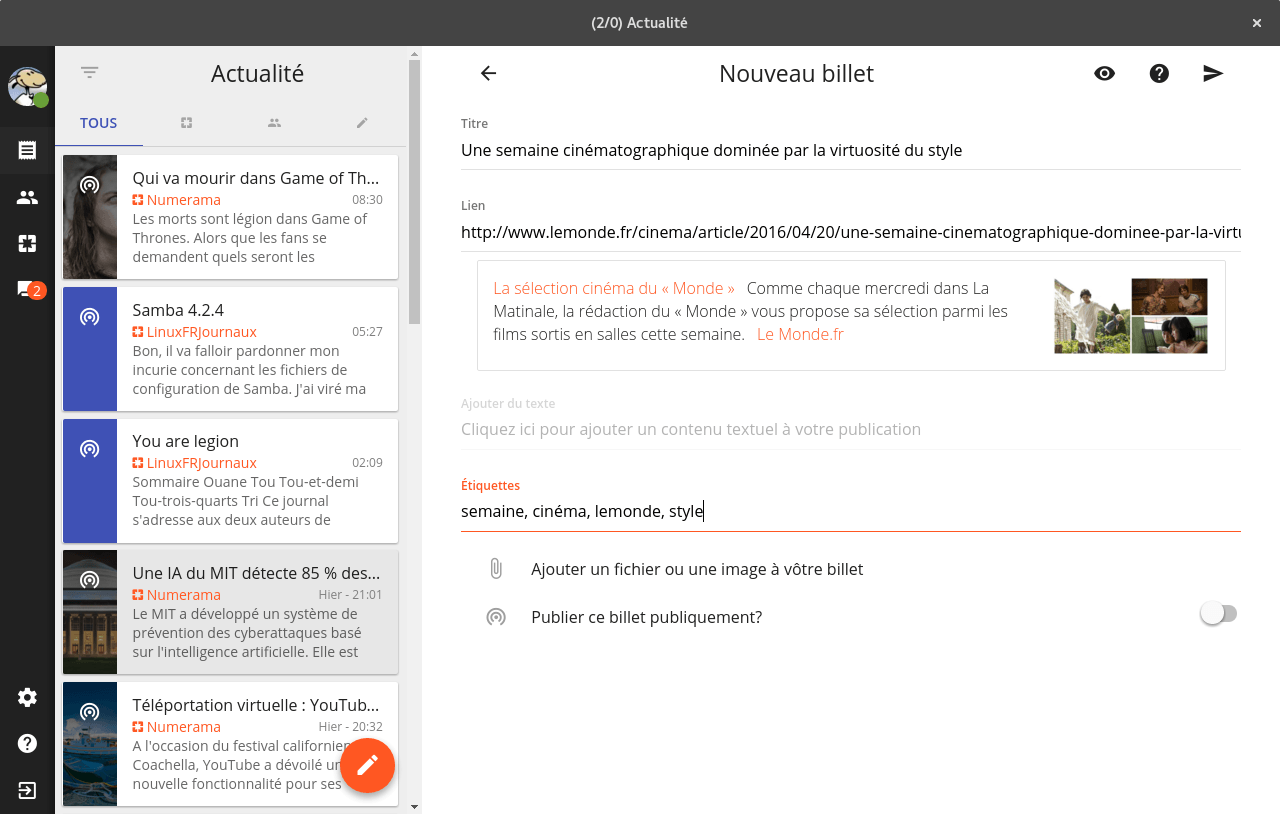 (2/0) Actualité
Actualité
TOUS
Qui va mourir dans Game of Th...
Numerama 08:30
Les morts sont légion dans Game of
Thrones. Alors que les fans se
demandent quels seront les
Samba 4.2.4
LinuxFRJournaux 05:27
Bon, il va falloir pardonner mon
incurie concernant les fichiers de
configuration de Samba. J'ai viré ma
You are legion
LinuxFRJournaux 02:09
Sommaire Ouane Tou Tou-et-demi
Tou-trois-quarts Tri Ce journal
s'adresse aux deux auteurs de
Une IA du MIT détecte 85 % des...
Numerama Hier - 21:01
Le MIT a développé un système de
prévention des cyberattaques basé
sur l'intelligence artificielle. Elle est
Téléportation virtuelle : YouTub...
Numerama Hier - 20:32
A l'occasion du festival californien
Coachella, YouTube a dévoilé
nouvelle fonctionnalité pour ses
2
Nouveau billet
Titre
Une semaine cinématographique dominée par la virtuosité du style
Lien
http://www.lemonde.fr/cinema/article/2016/04/20/une-semaine-cinematographique-dominee-par-la-virtu
La sélection cinéma du « Monde » Comme chaque mercredi dans La
Matinale, la rédaction du « Monde » vous propose sa sélection parmi les
films sortis en salles cette semaine. Le Monde.fr
Ajouter du texte
Cliquez ici pour ajouter un contenu textuel à votre publication
Étiquettes
semaine, cinéma, lemonde, style
Ajouter un fichier ou une image à vôtre billet
Publier ce billet publiquement?